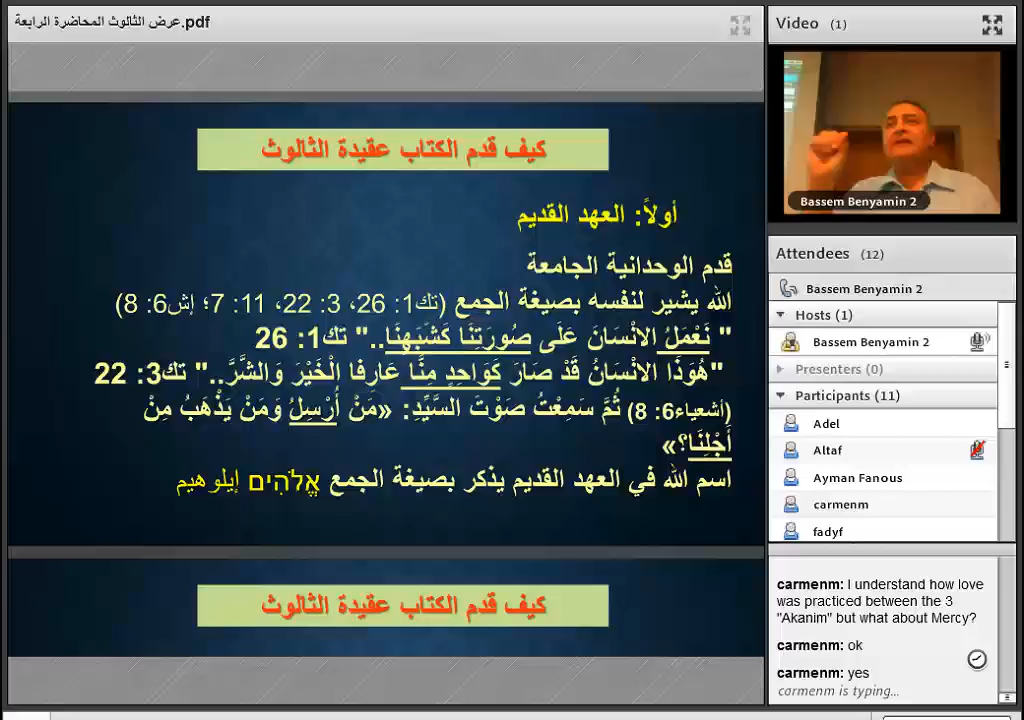 عرض الثالوث المحاضرة الرابعة.pdf
كيف قدم الكتاب عقيدة الثالوث
أولاً: العهد القديم
قدم الوحدانية الجامعة
الله يشير لنفسه بصيغة الجمع (تك1: 26، 3: 22، 11: 7؛ إش6: 8)
" نَعْمَلُ الانْسَانَ عَلَى صُورَتِنَا كَشَبَهِنَا.." تك1: 26
"هُوَذَا الانْسَانُ قَدْ صَارَ كَوَاحِدٍ مِنَّا عَارِفا الْخَيْرَ وَالشَّرَّ.." تك3: 22
(أشعياء6: 8) ثُمَّ سَمِعْتُ صَوْتَ السَّيِّدِ: «مَنْ أُرْسِلُ وَمَنْ يَذْهَبُ مِنْ
أَجْلِنَا؟»
اسم الله في العهد القديم يذكر بصيغة الجمع אֱלֹהִים إيلوهيم
كيف قدم الكتاب عقيدة الثالوث
Video (1)
Bassem Benyamin 2
Attendees (12)
Bassem Benyamin 2
Hosts (1)
Bassem Benyamin 2
Presenters (0)
Participants (11)
Adel
Altaf
Ayman Fanous
carmenm
fadyf
carmenm: I understand how love
was practiced between the 3
"Akanim" but what about Mercy?
carmenm: ok
carmenm: yes
carmenm is typing...